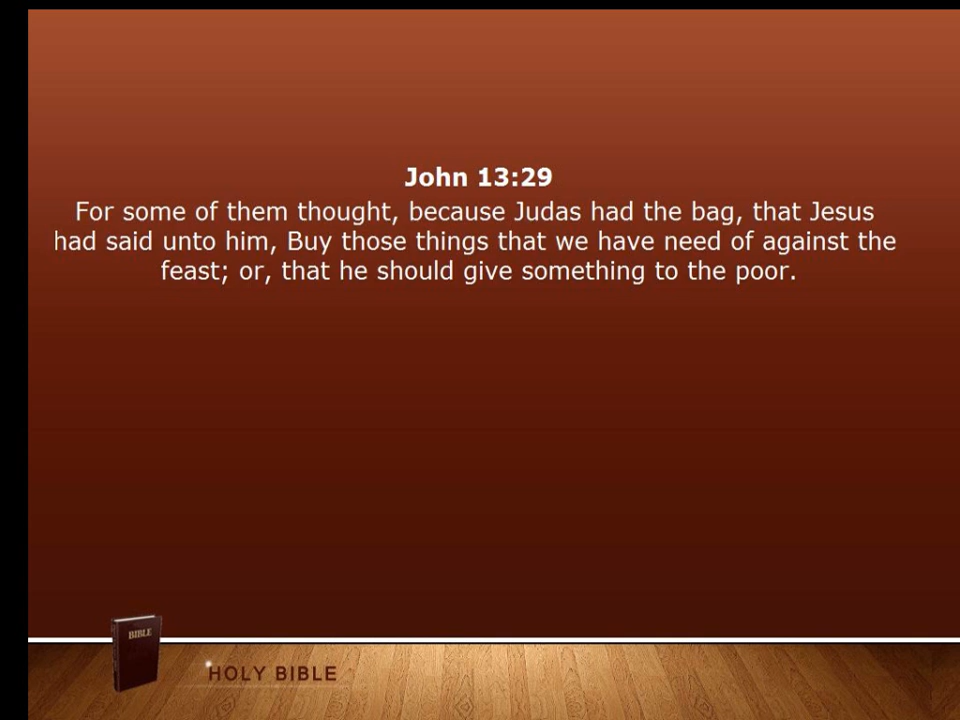 John 13:29
For some of them thought, because Judas had the bag, that Jesus
had said unto him, Buy those things that we have need of against the
feast; or, that he should give something to the poor.
BIBLE
HOLY BIBLE